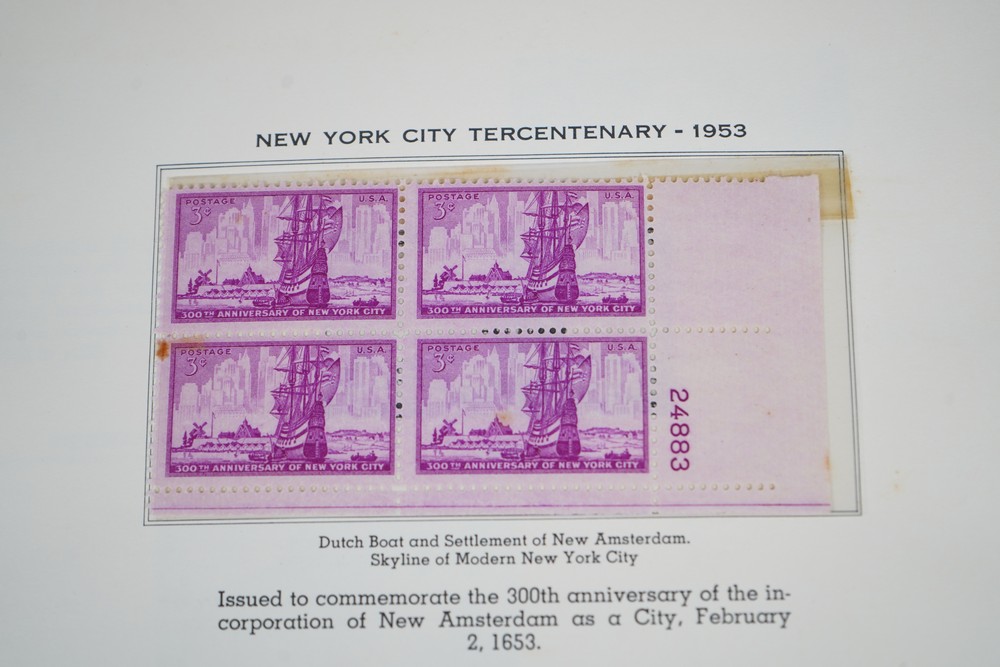 NEW YORK CITY TERCENTENARY - 1953
POSTAGE U.S.A.
3¢
300TH ANNIVERSARY OF NEW YORK CITY
POSTAGE U.S.A.
3¢
300TH ANNIVERSARY OF NEW YORK CITY
POSTAGE U.S.A.
3¢
300TH ANNIVERSARY OF NEW YORK CITY
POSTAGE U.S.A.
3¢
300TH ANNIVERSARY OF NEW YORK CITY
24883
Dutch Boat and Settlement of New Amsterdam.
Skyline of Modern New York City
Issued to commemorate the 300th anniversary of the in-
corporation of New Amsterdam as a City, February
2, 1653.